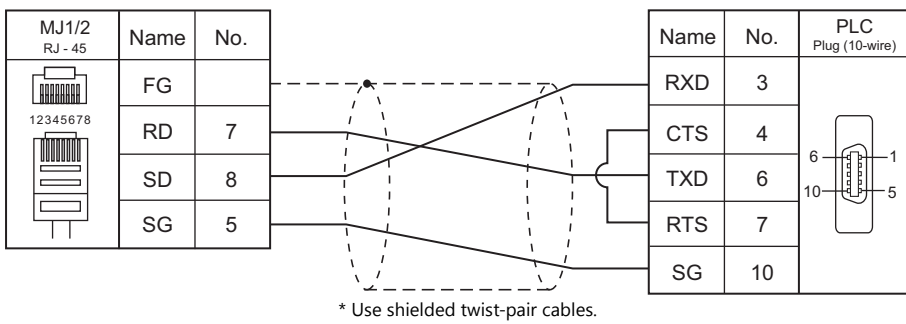 MJ1/2
RJ - 45
Name No.
FG
12345678
RD 7
SD 8
SG 5
Name No.
PLC
Plug (10-wire)
RXD 3
CTS 4
TXD 6
RTS 7
SG 10
6 1
10 5
* Use shielded twist-pair cables.